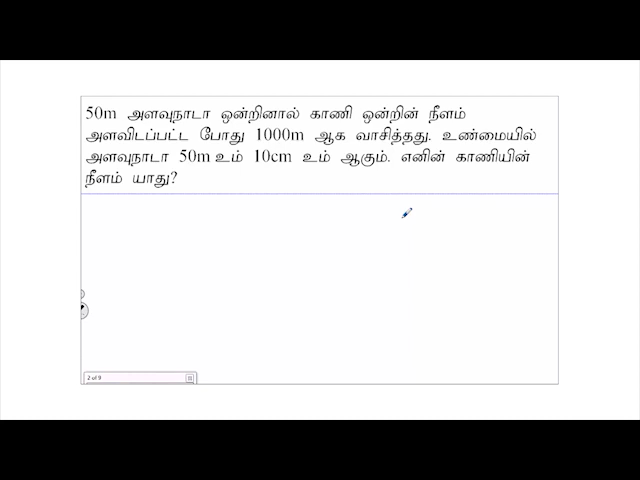 50m அளவுநாடா ஒன்றினால் காணி ஒன்றின் நீளம்
அளவிடப்பட்ட போது 1000m ஆக வாசித்தது. உண்மையில்
அளவுநாடா 50m உம் 10cm உம் ஆகும். எனின் காணியின்
நீளம் யாது?
2 of 9